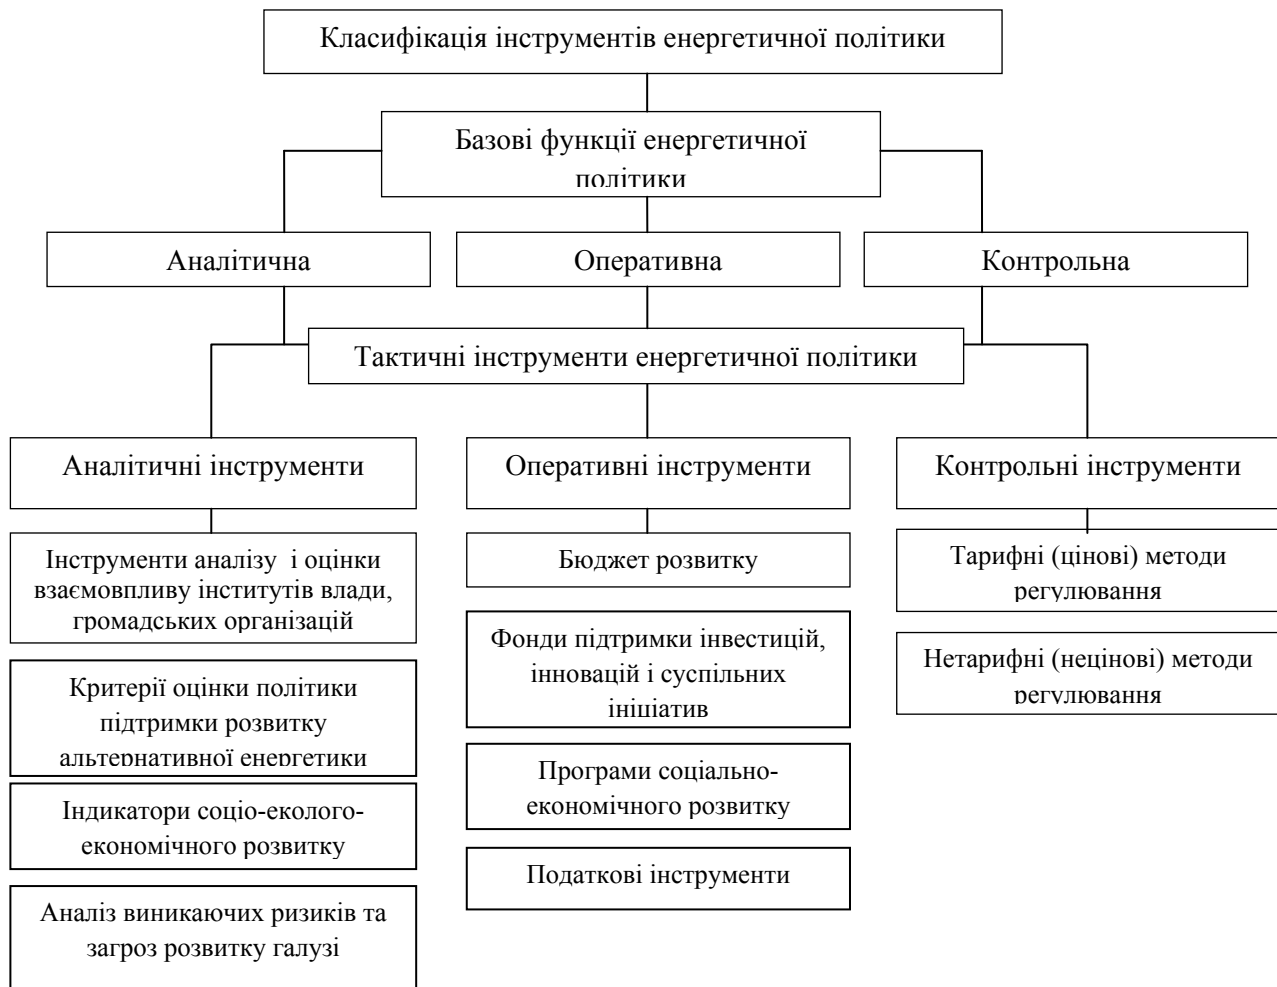 Класифікація інструментів енергетичної політики
Базові функції енергетичної
політики
Аналітична
Оперативна
Контрольна
Тактичні інструменти енергетичної політики
Аналітичні інструменти
Інструменти аналізу і оцінки
взаємовпливу інститутів влади,
громадських організацій
Критерії оцінки політики
підтримки розвитку
альтернативної енергетики
Індикатори соціо-еколого-
економічного розвитку
Аналіз виникаючих ризиків та
загроз розвитку галузі
Оперативні інструменти
Бюджет розвитку
Фонди підтримки інвестицій,
інновацій і суспільних
ініціатив
Програми соціально-
економічного розвитку
Податкові інструменти
Контрольні інструменти
Тарифні (цінові) методи
регулювання
Нетарифні (нецінові) методи
регулювання